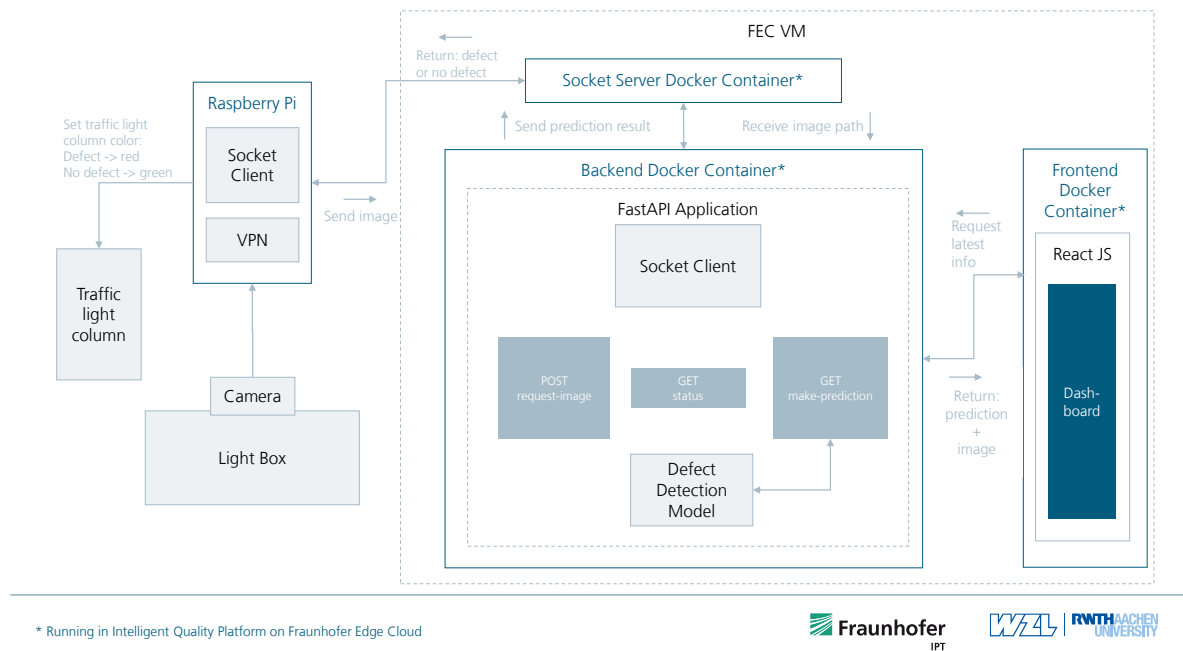 FEC VM
Return: defect
or no defect
Socket Server Docker Container*
Raspberry Pi
Set traffic light
column color:
Defect -> red
No defect -> green
Socket
Client
VPN
Send prediction result
Receive image path
Send image
Traffic
light
column
Camera
Light Box
Backend Docker Container*
FastAPI Application
Socket Client
POST
request-image
GET
status
GET
make-prediction
Defect
Detection
Model
Request
latest
info
Return:
prediction
+
image
Frontend
Docker
Container*
React JS
Dash-
board
* Running in Intelligent Quality Platform on Fraunhofer Edge Cloud
Fraunhofer
IPT
WZL
RWTHAACHEN
UNIVERSITY